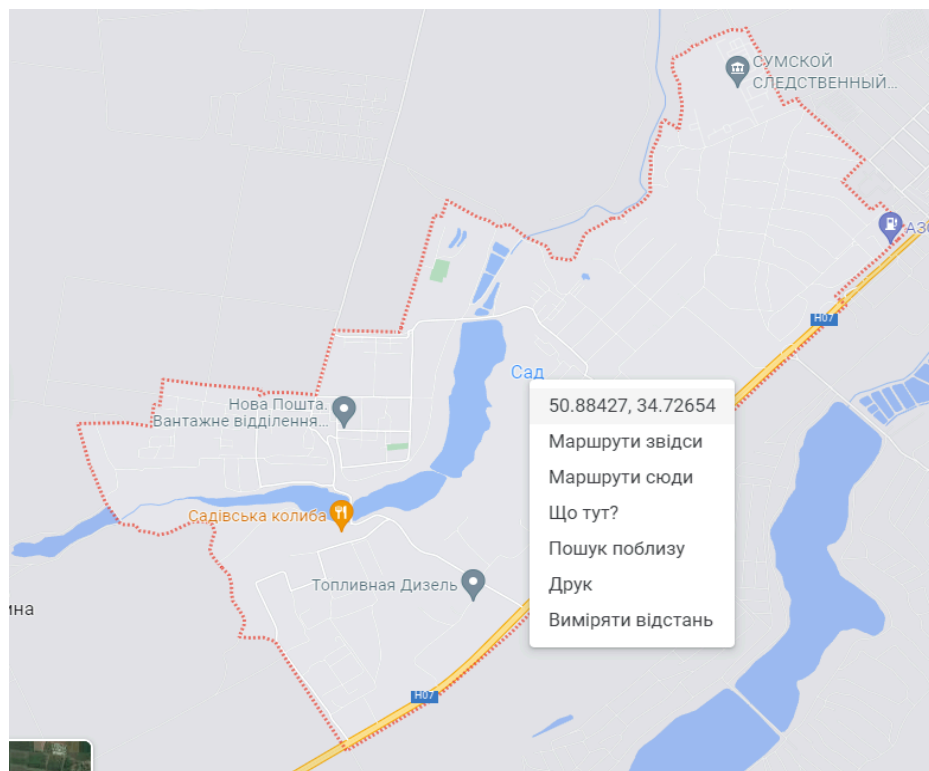 СУМСКОЙ
СЛЕДСТВЕННЫЙ...
АЗС
Н07
Сад
Нова Пошта.
Вантажне відділення...
50.88427, 34.72654
Маршрути звідси
Маршрути сюди
Що тут?
Пошук поблизу
Друк
Виміряти відстань
Садівська колиба
Топливная Дизель
ина
Н07